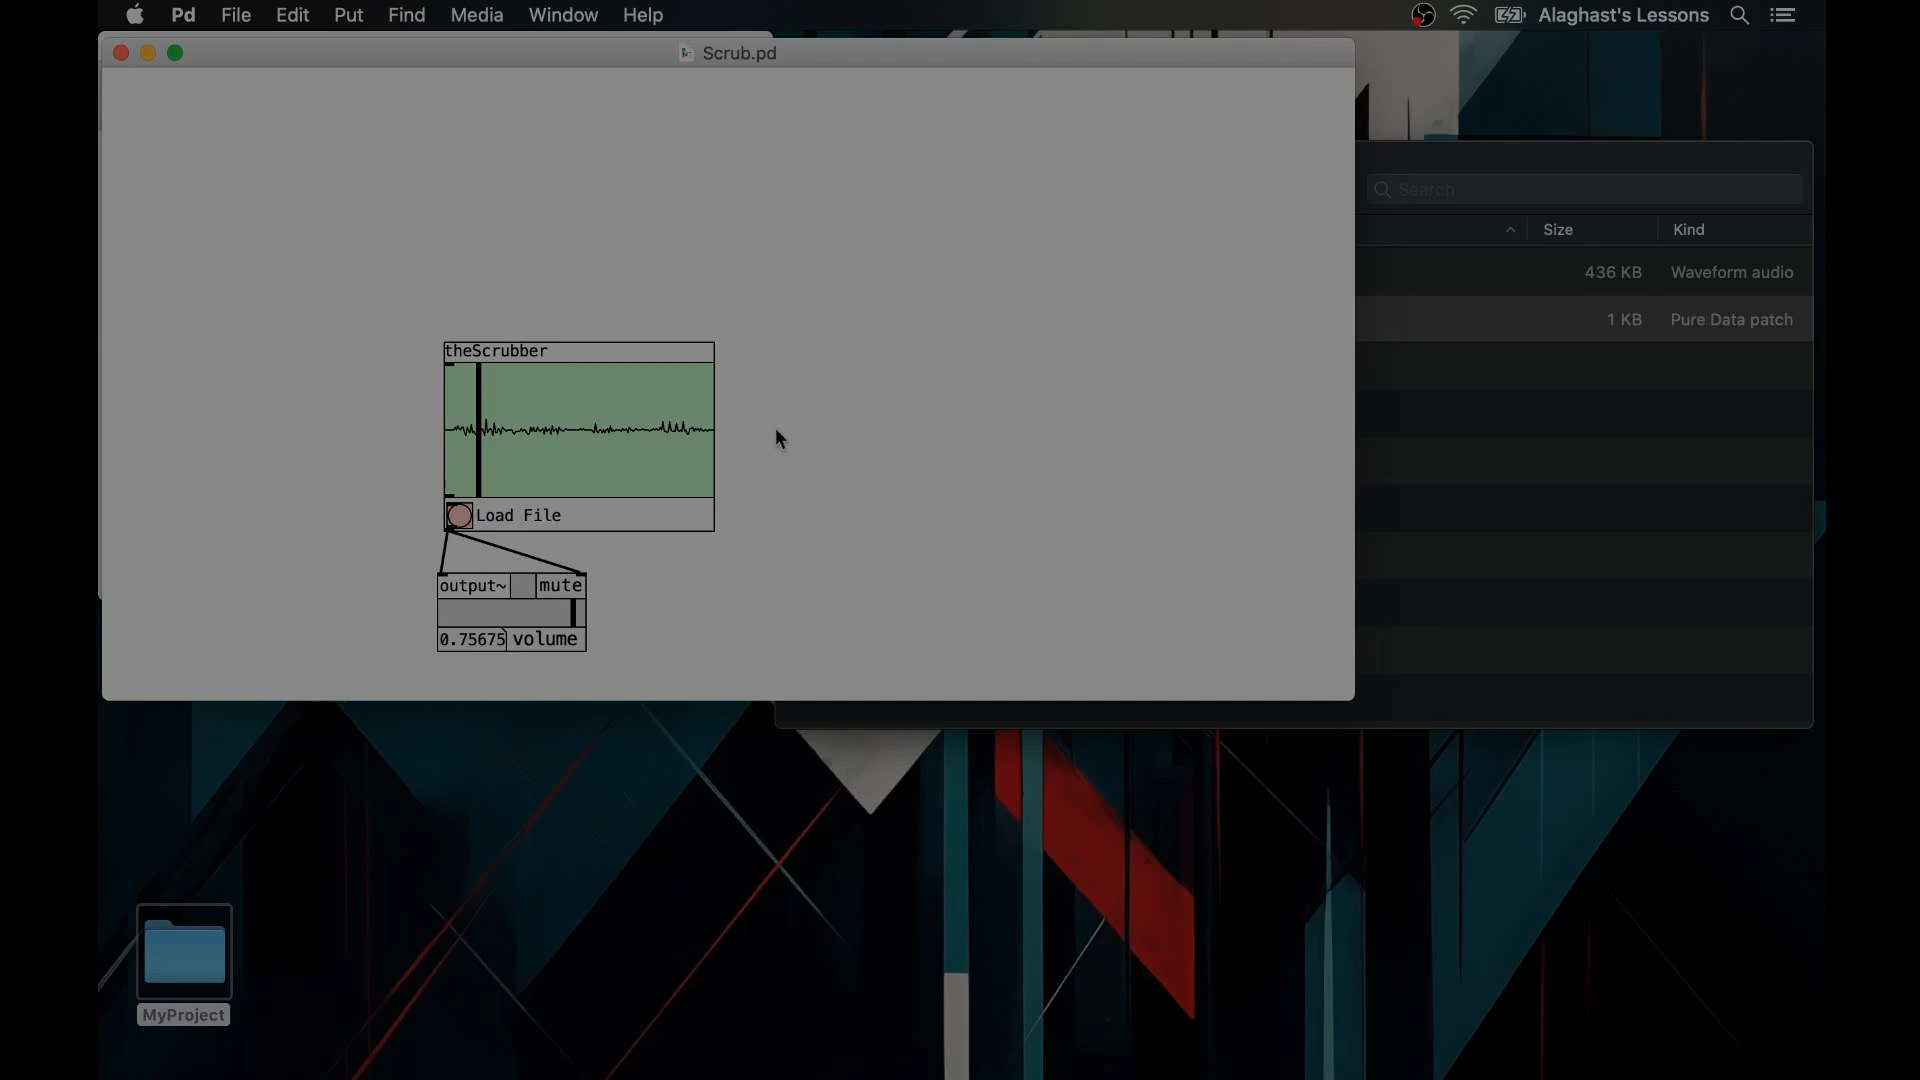 Pd File Edit Put Find Media Window Help Alaghast's Lessons
Scrub.pd
Search
Size Kind
436 KB Waveform audio
1 KB Pure Data patch
theScrubber
Load File
output~ mute
0.75675 volume
MyProject